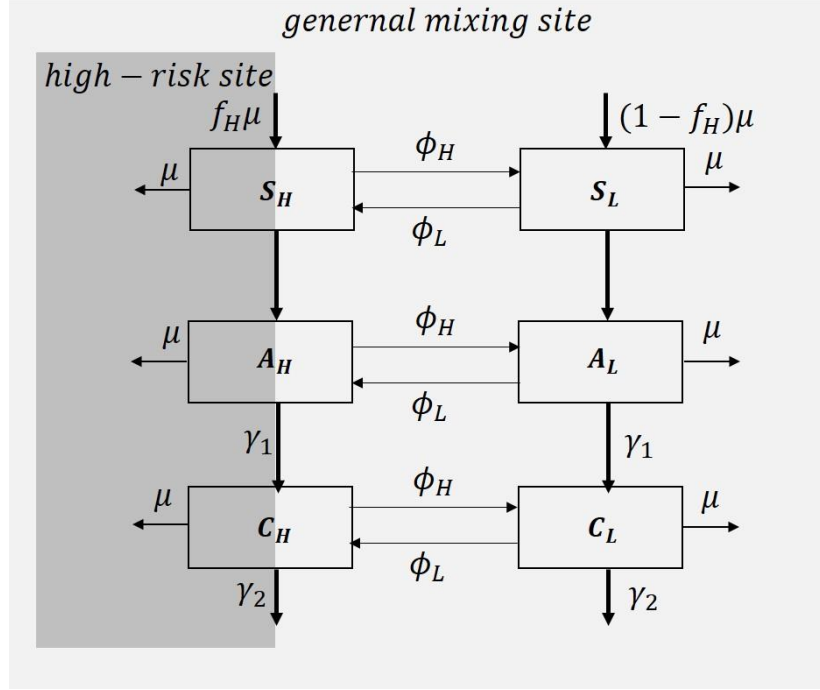 genernal mixing site
high − risk site
f_H μ
(1 − f_H)μ
μ
S_H
ϕ_H
ϕ_L
S_L
μ
μ
A_H
ϕ_H
ϕ_L
A_L
μ
γ_1
γ_1
μ
C_H
ϕ_H
ϕ_L
C_L
μ
γ_2
γ_2